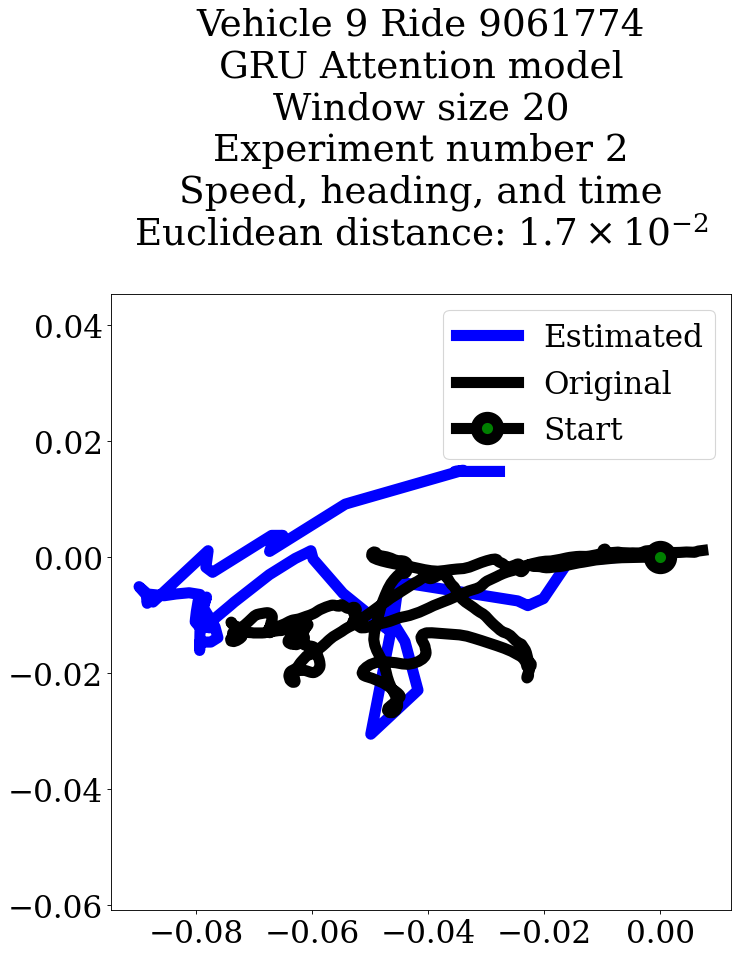 Vehicle 9 Ride 9061774
GRU Attention model
Window size 20
Experiment number 2
Speed, heading, and time
Euclidean distance: 1.7 × 10⁻²
Estimated
Original
Start
0.04
0.02
0.00
−0.02
−0.04
−0.06
−0.08 −0.06 −0.04 −0.02 0.00